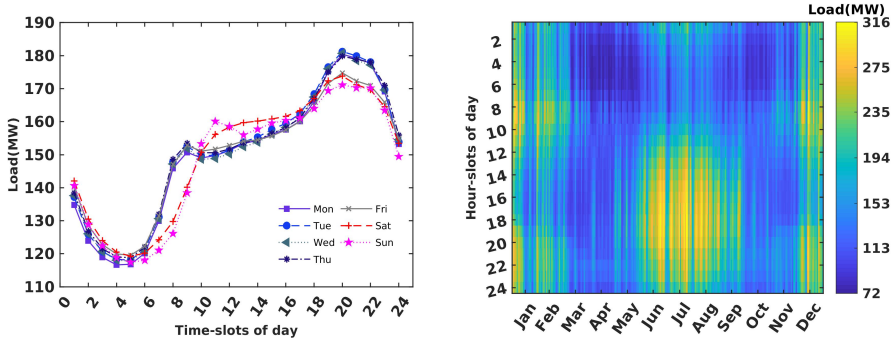 190
180
170
160
150
140
130
120
110
Load(MW)
Mon
Tue
Wed
Thu
Fri
Sat
Sun
0 2 4 6 8 10 12 14 16 18 20 22 24
Time-slots of day
Load(MW)
2
4
6
8
10
12
14
16
18
20
22
24
Hour-slots of day
Jan Feb Mar Apr May Jun Jul Aug Sep Oct Nov Dec
316
275
235
194
153
113
72